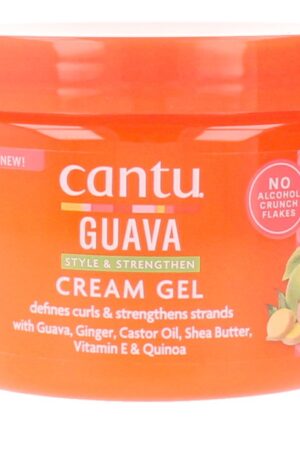 NEW!
cantu
GUAVA
STYLE & STRENGTHEN
CREAM GEL
defines curls & strengthens strands
with Guava, Ginger, Castor Oil, Shea Butter,
Vitamin E & Quinoa
NO
ALCOHOL
CRUNCH
FLAKES